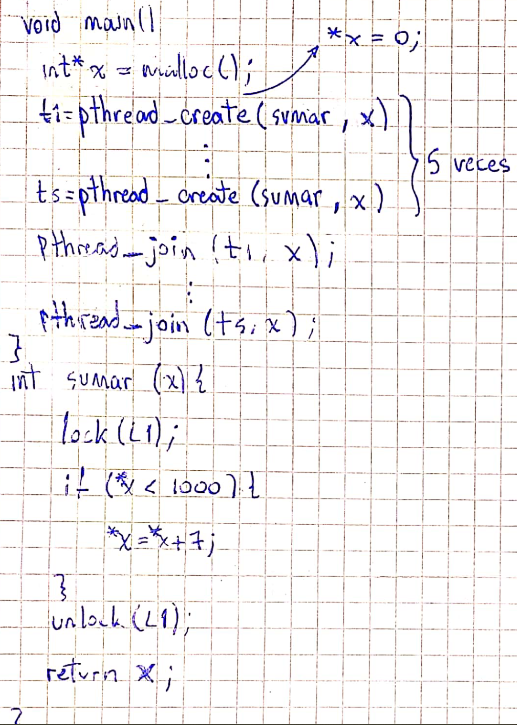 void main()
*x = 0;
int* x = malloc();
t1=pthread_create(sumar, x)
⋮
5 veces
t5=pthread_create(sumar, x)
pthread_join(t1, x);
⋮
pthread_join(t5, x);
}
int sumar (x){
lock(L1);
if (*x < 1000){
*x=*x+7;
}
unlock(L1);
return x;
}